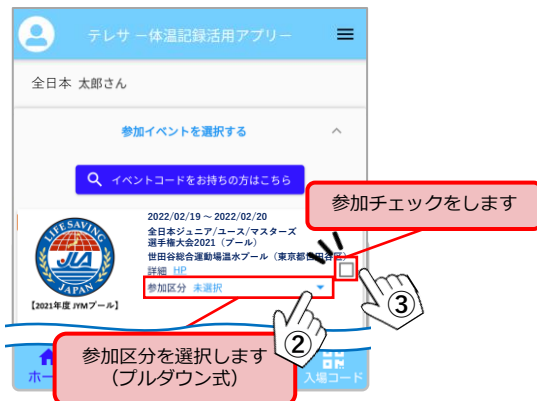 テレサ －体温記録活用アプリ－
全日本 太郎さん
参加イベントを選択する
イベントコードをお持ちの方はこちら
参加チェックをします
LIFESAVING
JLA
JAPAN
【2021年度 JYMプール】
2022/02/19 ～ 2022/02/20
全日本ジュニア/ユース/マスターズ
選手権大会2021（プール）
世田谷総合運動場温水プール（東京都世田谷区）
詳細 HP
参加区分 未選択
③
②
参加区分を選択します
（プルダウン式）
ホー
入場コード